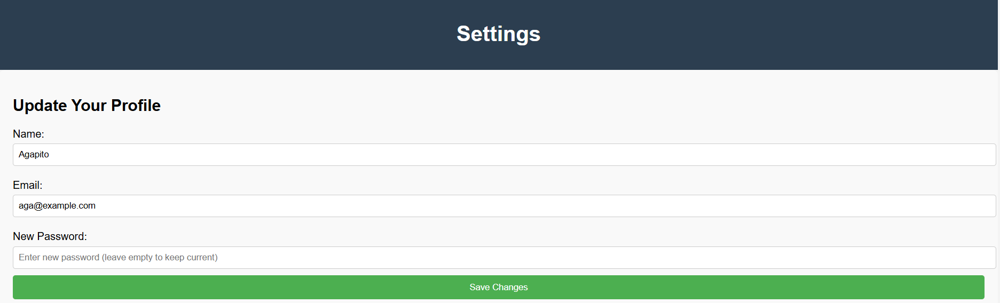 Settings
Update Your Profile
Name:
Agapito
Email:
aga@example.com
New Password:
Enter new password (leave empty to keep current)
Save Changes